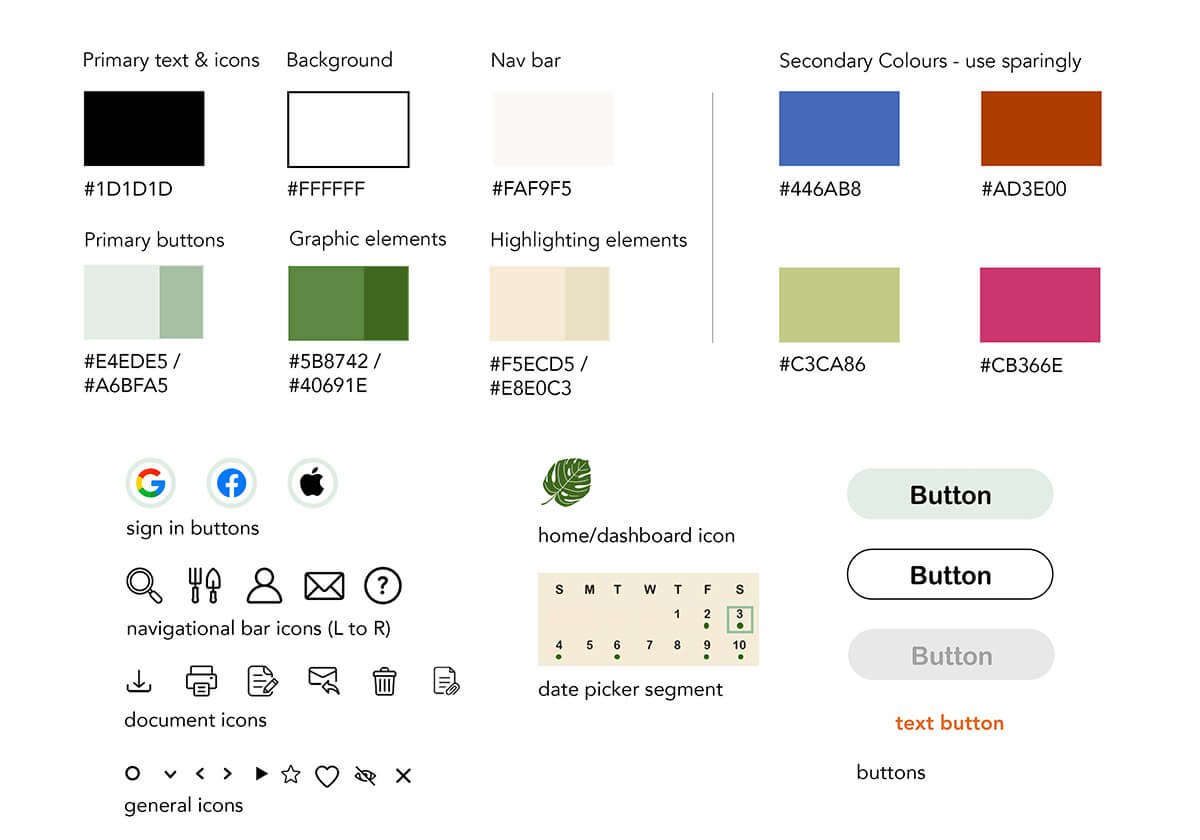 Primary text & icons
Background
Nav bar
Secondary Colours - use sparingly
#1D1D1D
#FFFFFF
#FAF9F5
#446AB8
#AD3E00
Primary buttons
Graphic elements
Highlighting elements
#E4EDE5 /
#A6BFA5
#5B8742 /
#40691E
#F5ECD5 /
#E8E0C3
#C3CA86
#CB366E
G
f
sign in buttons
?
navigational bar icons (L to R)
document icons
general icons
home/dashboard icon
S M T W T F S
1 2 3
4 5 6 7 8 9 10
date picker segment
Button
Button
Button
text button
buttons